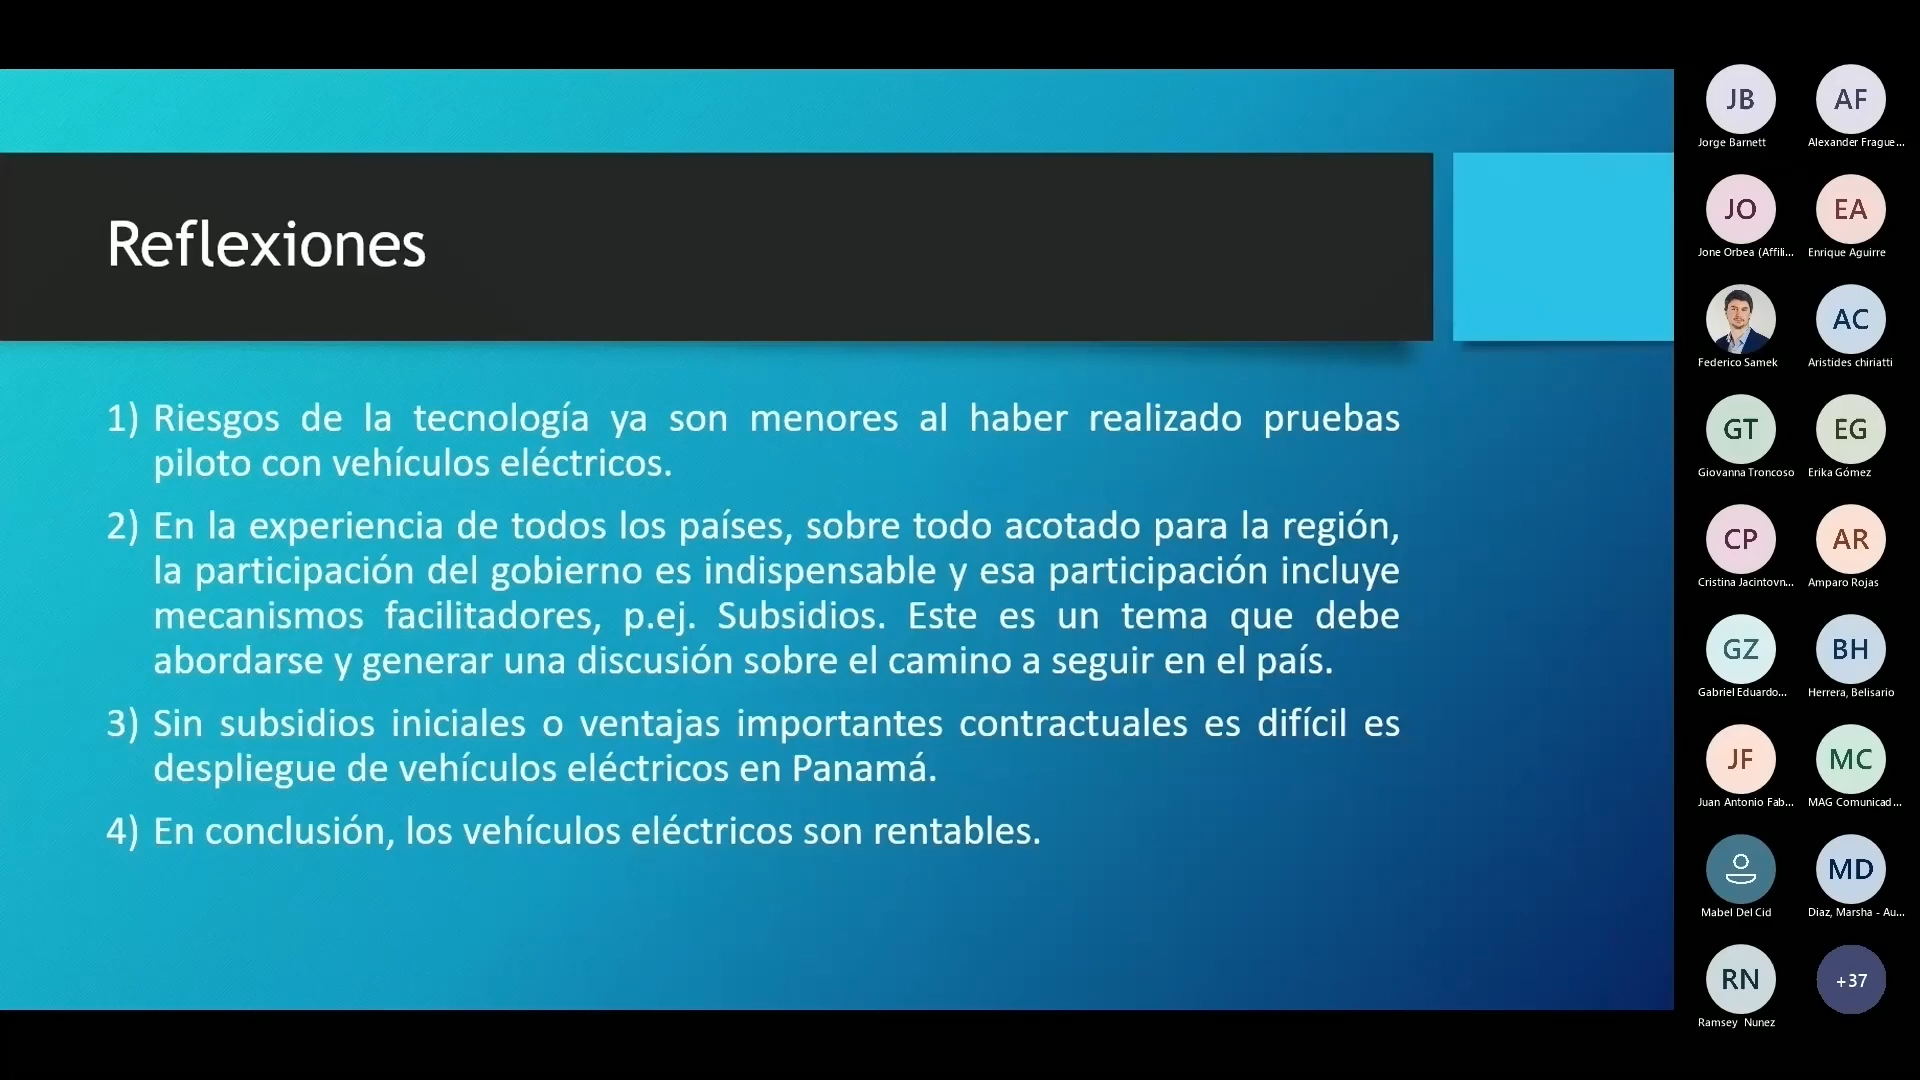 Reflexiones
1) Riesgos de la tecnología ya son menores al haber realizado pruebas
piloto con vehículos eléctricos.
2) En la experiencia de todos los países, sobre todo acotado para la región,
la participación del gobierno es indispensable y esa participación incluye
mecanismos facilitadores, p.ej. Subsidios. Este es un tema que debe
abordarse y generar una discusión sobre el camino a seguir en el país.
3) Sin subsidios iniciales o ventajas importantes contractuales es difícil es
despliegue de vehículos eléctricos en Panamá.
4) En conclusión, los vehículos eléctricos son rentables.
JB AF
Jorge Barnett Alexander Frague...
JO EA
Jone Orbea (Affili... Enrique Aguirre
AC
Federico Samek Aristides chiriatti
GT EG
Giovanna Troncoso Erika Gómez
CP AR
Cristina Jacintovn... Amparo Rojas
GZ BH
Gabriel Eduardo... Herrera, Belisario
JF MC
Juan Antonio Fab... MAG Comunicad...
MD
Mabel Del Cid Diaz, Marsha - Au...
RN +37
Ramsey Nunez